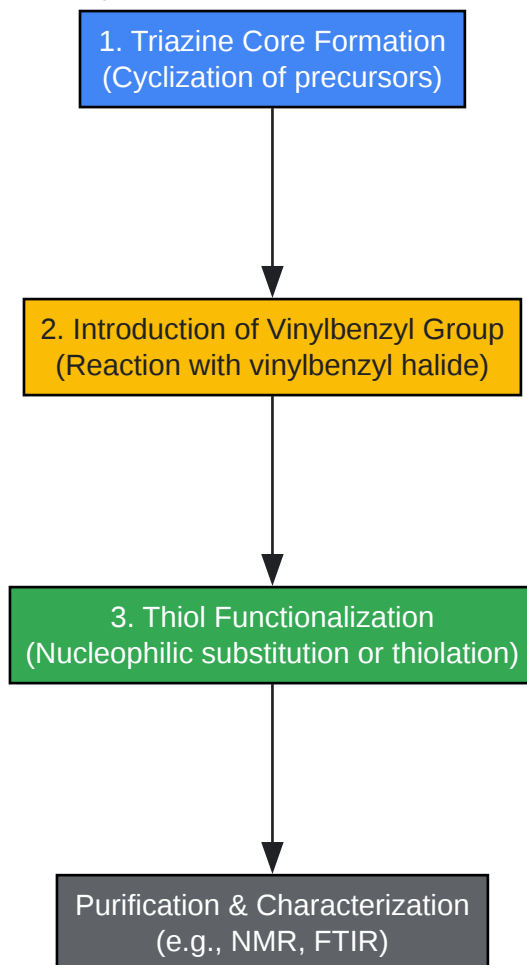 1. Triazine Core Formation
(Cyclization of precursors)
2. Introduction of Vinylbenzyl Group
(Reaction with vinylbenzyl halide)
3. Thiol Functionalization
(Nucleophilic substitution or thiolation)
Purification & Characterization
(e.g., NMR, FTIR)